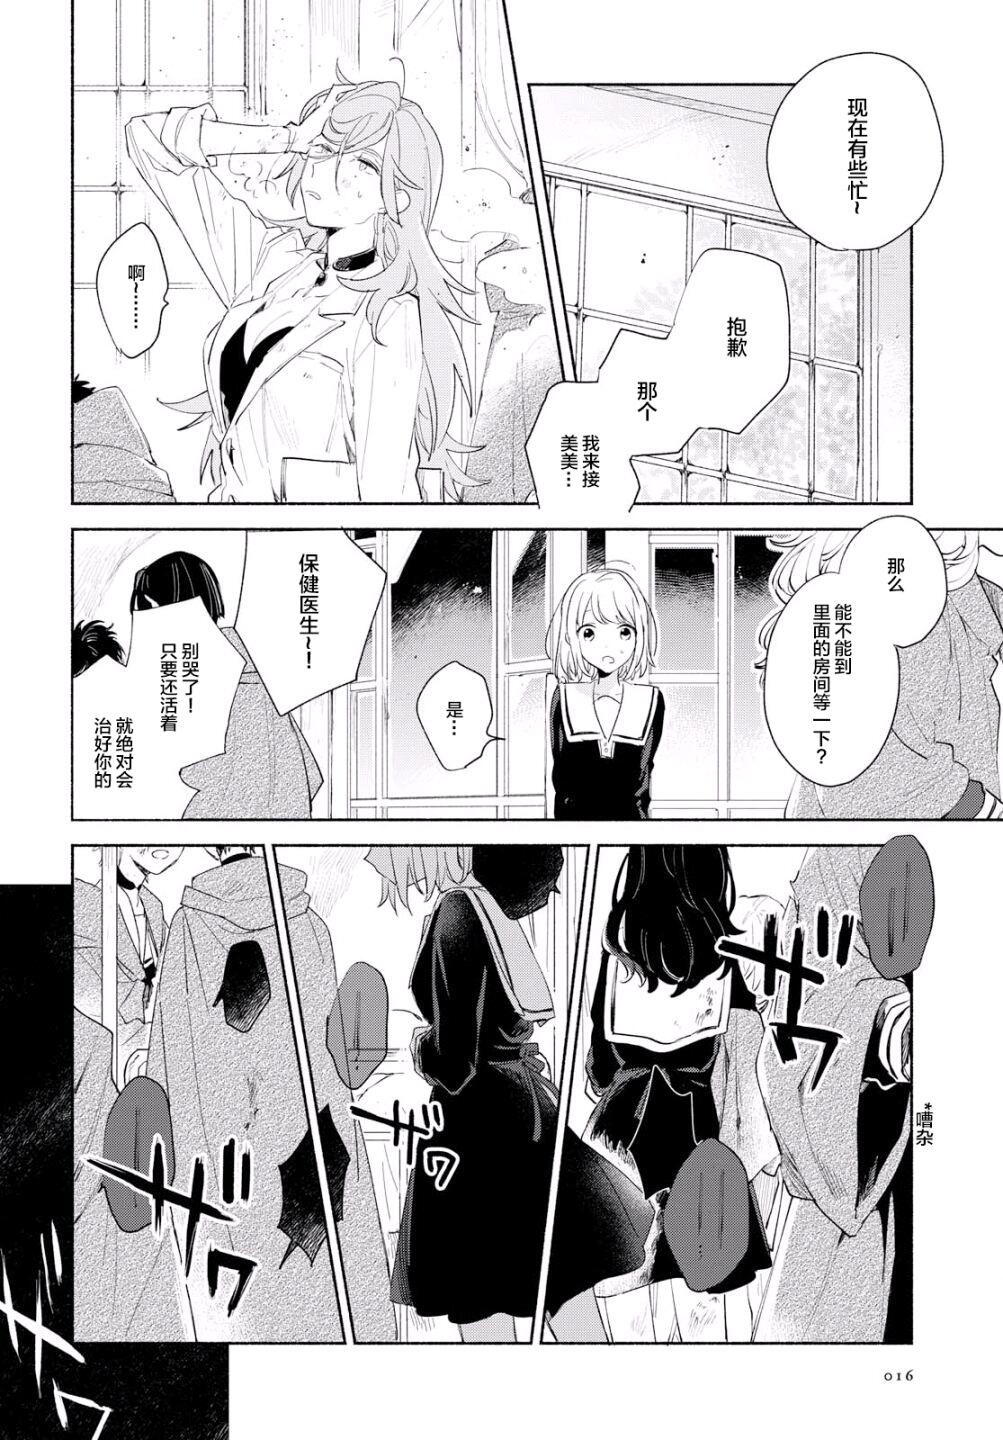 现在有些忙~
抱歉
那个
我来接
美美…
啊~……
那么
能不能到
里面的房间等一下？
是…
保健医生~！
别哭了！
只要还活着
就绝对会
治好你的
*嘈杂
ザワ
ザワ
ザワ
ザワ
016